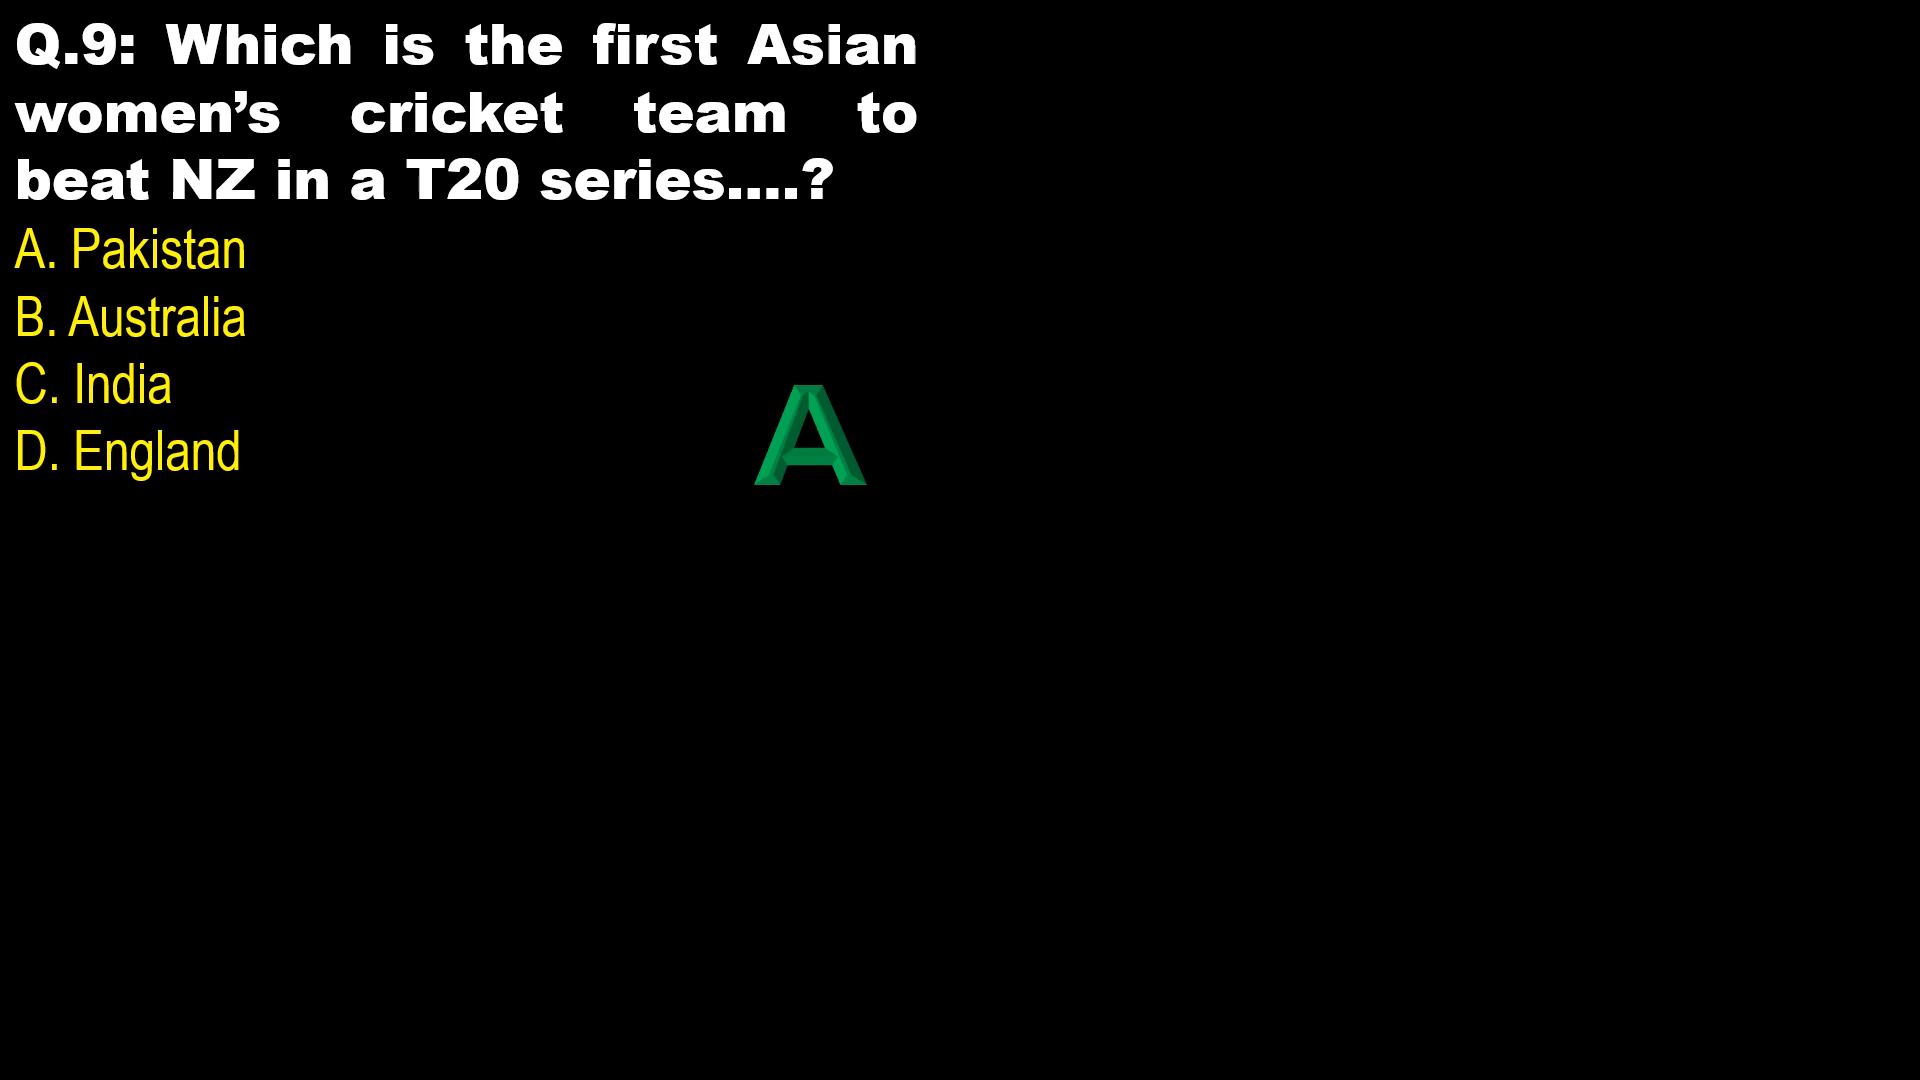 Q.9: Which is the first Asian
women’s cricket team to
beat NZ in a T20 series....?
A. Pakistan
B. Australia
C. India
D. England
A